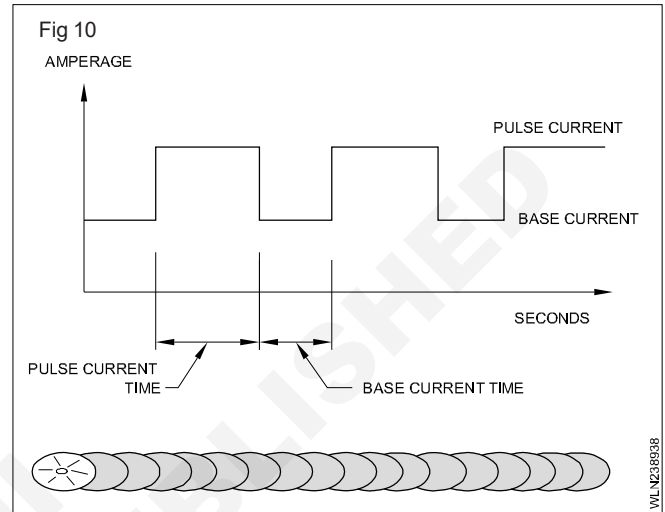 Fig 10
AMPERAGE
PULSE CURRENT
BASE CURRENT
SECONDS
PULSE CURRENT
TIME
BASE CURRENT TIME
WLN238938